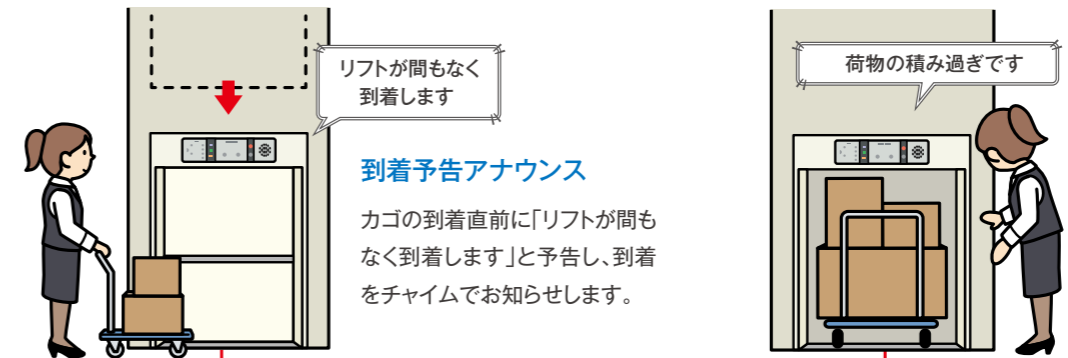 リフトが間もなく
到着します
到着予告アナウンス
カゴの到着直前に「リフトが間も
なく到着します」と予告し、到着
をチャイムでお知らせします。
荷物の積み過ぎです